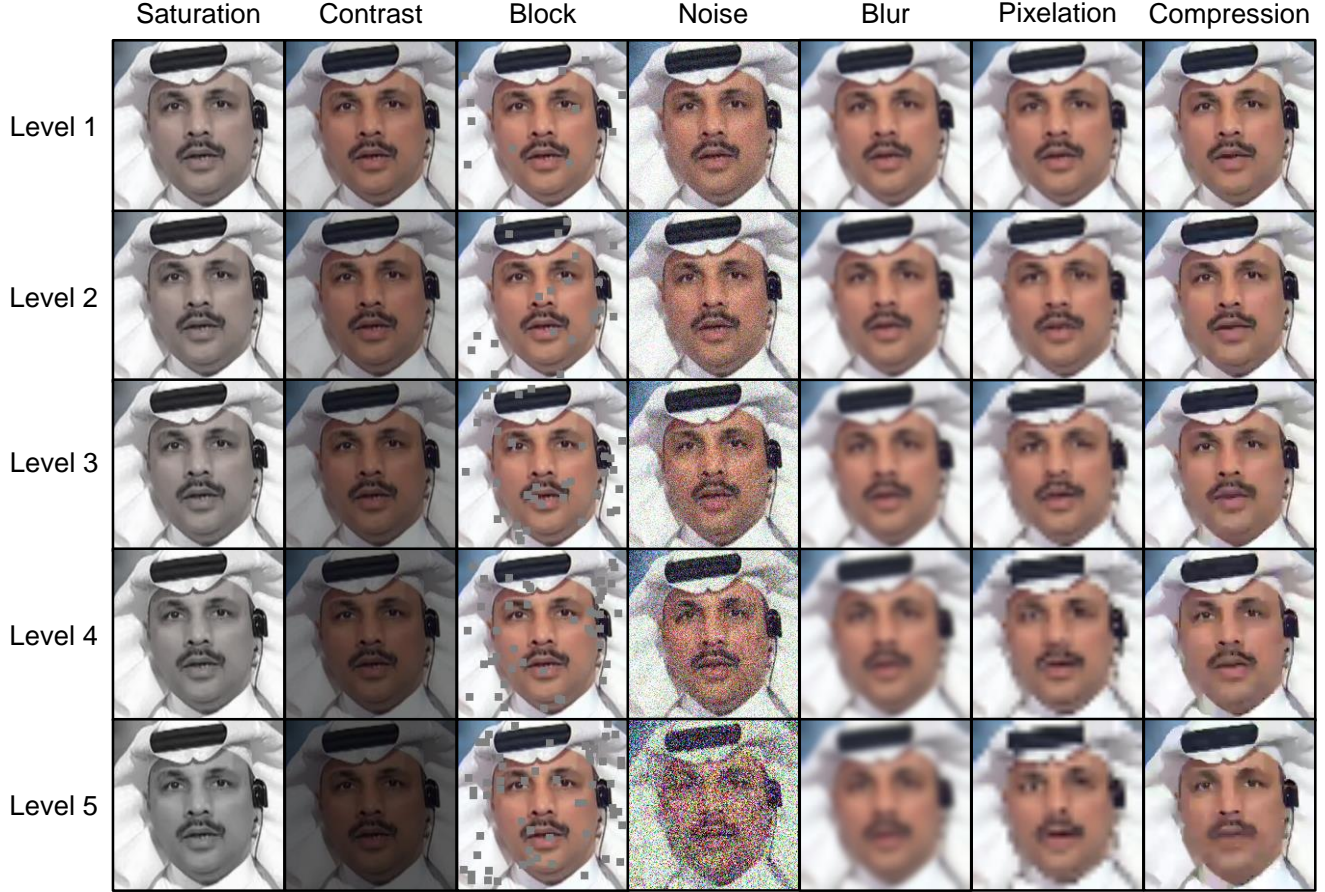 Saturation Contrast Block Noise Blur Pixelation Compression
Level 1
Level 2
Level 3
Level 4
Level 5